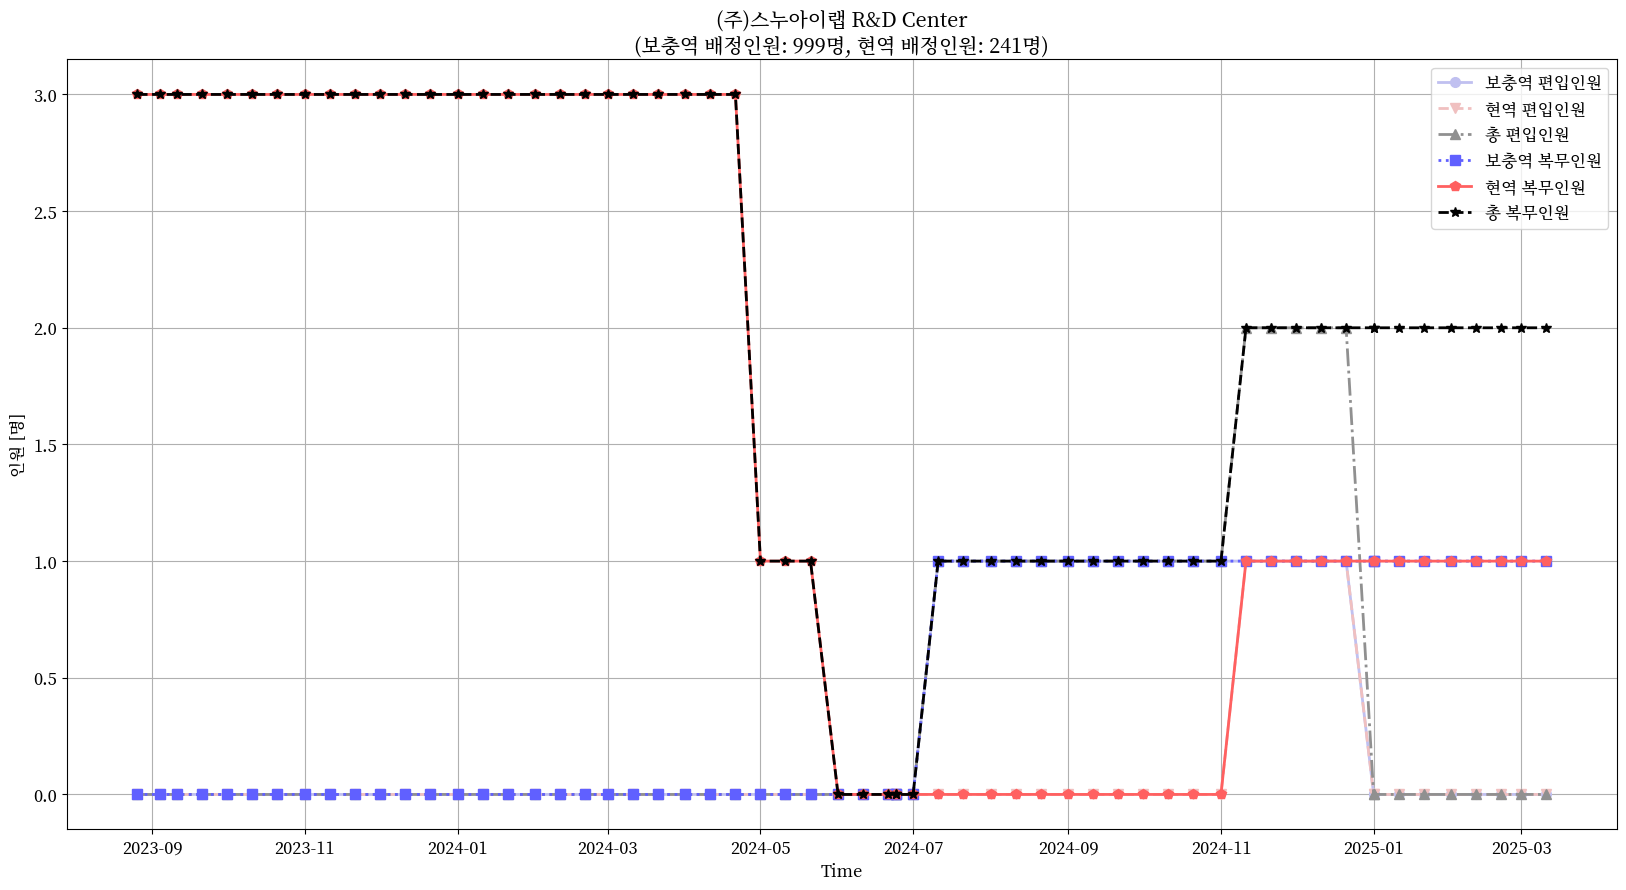 (주)스누아이랩 R&D Center
(보충역 배정인원: 999명, 현역 배정인원: 241명)
보충역 편입인원
현역 편입인원
총 편입인원
보충역 복무인원
현역 복무인원
총 복무인원
인원 [명]
3.0
2.5
2.0
1.5
1.0
0.5
0.0
2023-09 2023-11 2024-01 2024-03 2024-05 2024-07 2024-09 2024-11 2025-01 2025-03
Time